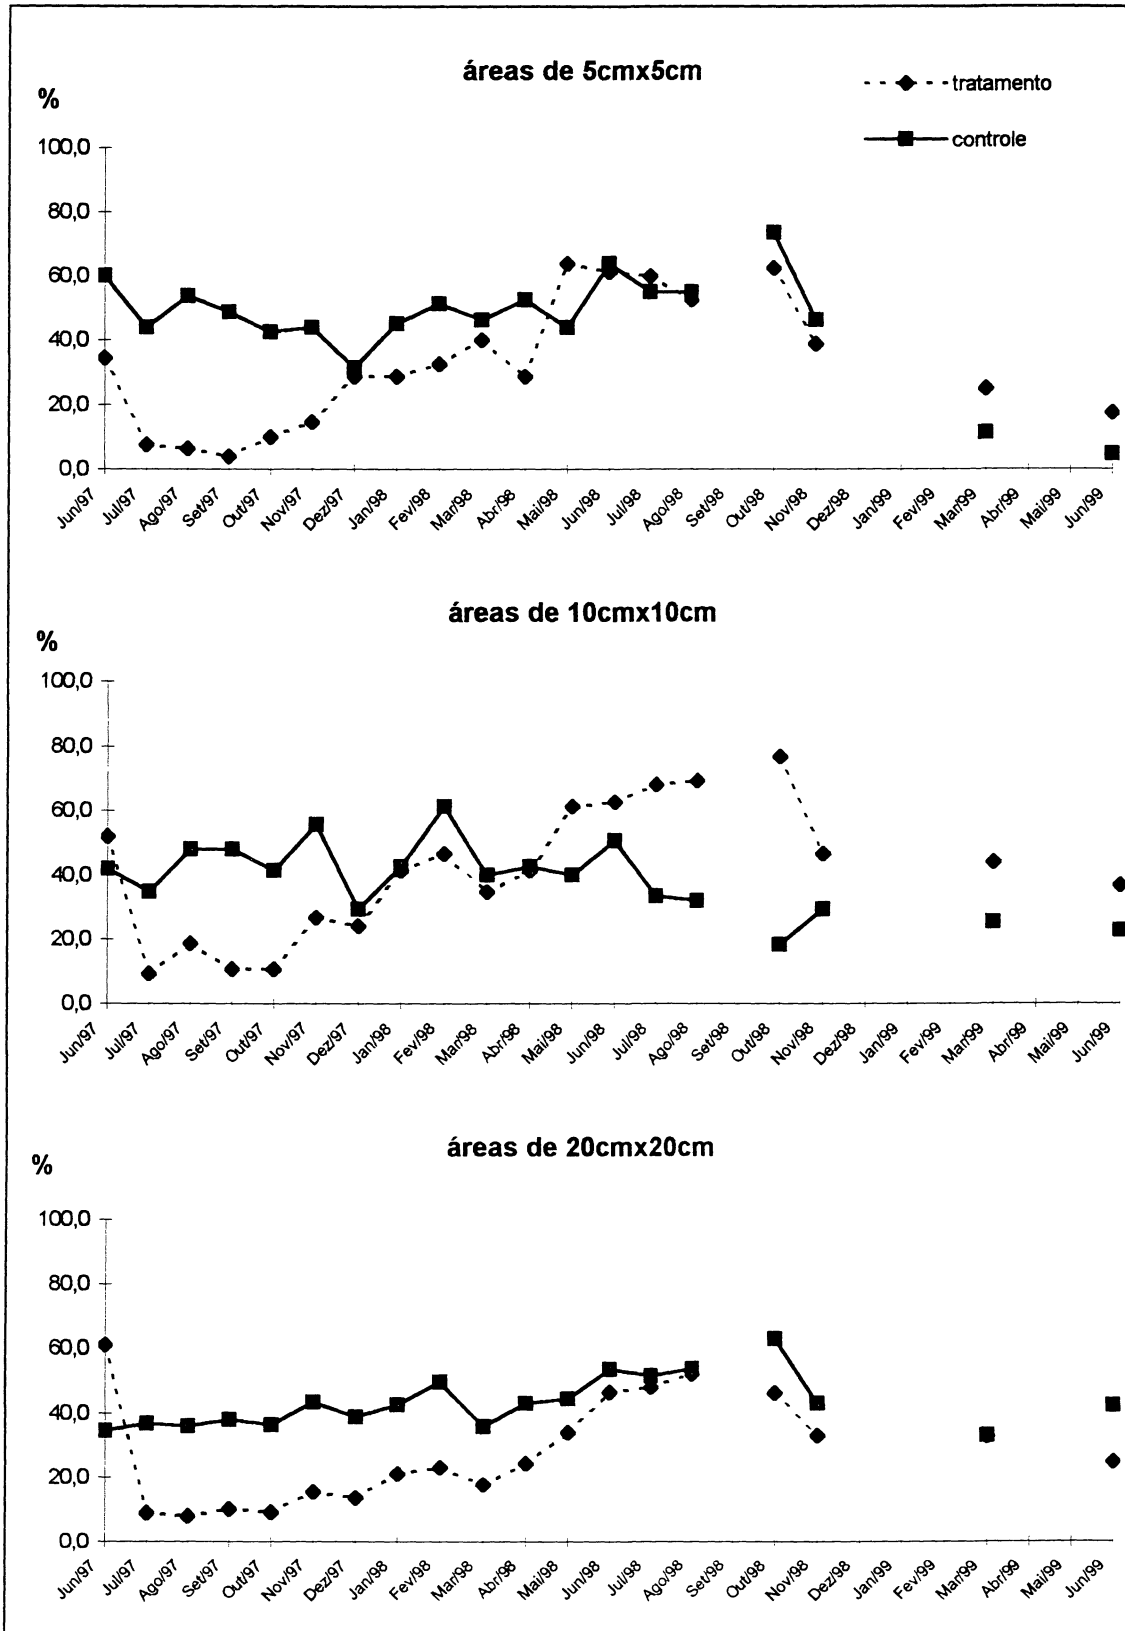 áreas de 5cmx5cm
tratamento
controle
%
100,0
80,0
60,0
40,0
20,0
0,0
Jun/97 Jul/97 Ago/97 Set/97 Out/97 Nov/97 Dez/97 Jan/98 Fev/98 Mar/98 Abr/98 Mai/98 Jun/98 Jul/98 Ago/98 Set/98 Out/98 Nov/98 Dez/98 Jan/99 Fev/99 Mar/99 Abr/99 Mai/99 Jun/99
áreas de 10cmx10cm
%
100,0
80,0
60,0
40,0
20,0
0,0
Jun/97 Jul/97 Ago/97 Set/97 Out/97 Nov/97 Dez/97 Jan/98 Fev/98 Mar/98 Abr/98 Mai/98 Jun/98 Jul/98 Ago/98 Set/98 Out/98 Nov/98 Dez/98 Jan/99 Fev/99 Mar/99 Abr/99 Mai/99 Jun/99
áreas de 20cmx20cm
%
100,0
80,0
60,0
40,0
20,0
0,0
Jun/97 Jul/97 Ago/97 Set/97 Out/97 Nov/97 Dez/97 Jan/98 Fev/98 Mar/98 Abr/98 Mai/98 Jun/98 Jul/98 Ago/98 Set/98 Out/98 Nov/98 Dez/98 Jan/99 Fev/99 Mar/99 Abr/99 Mai/99 Jun/99